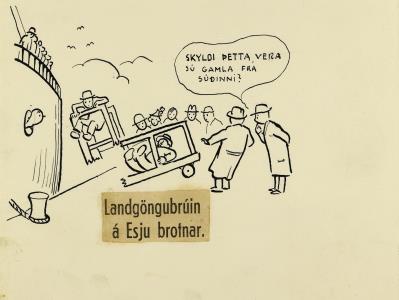 SKYLDI ÞETTA VERA
SÚ GAMLA FRÁ
SÚÐINNI?
Landgöngubrúin
á Esju brotnar.